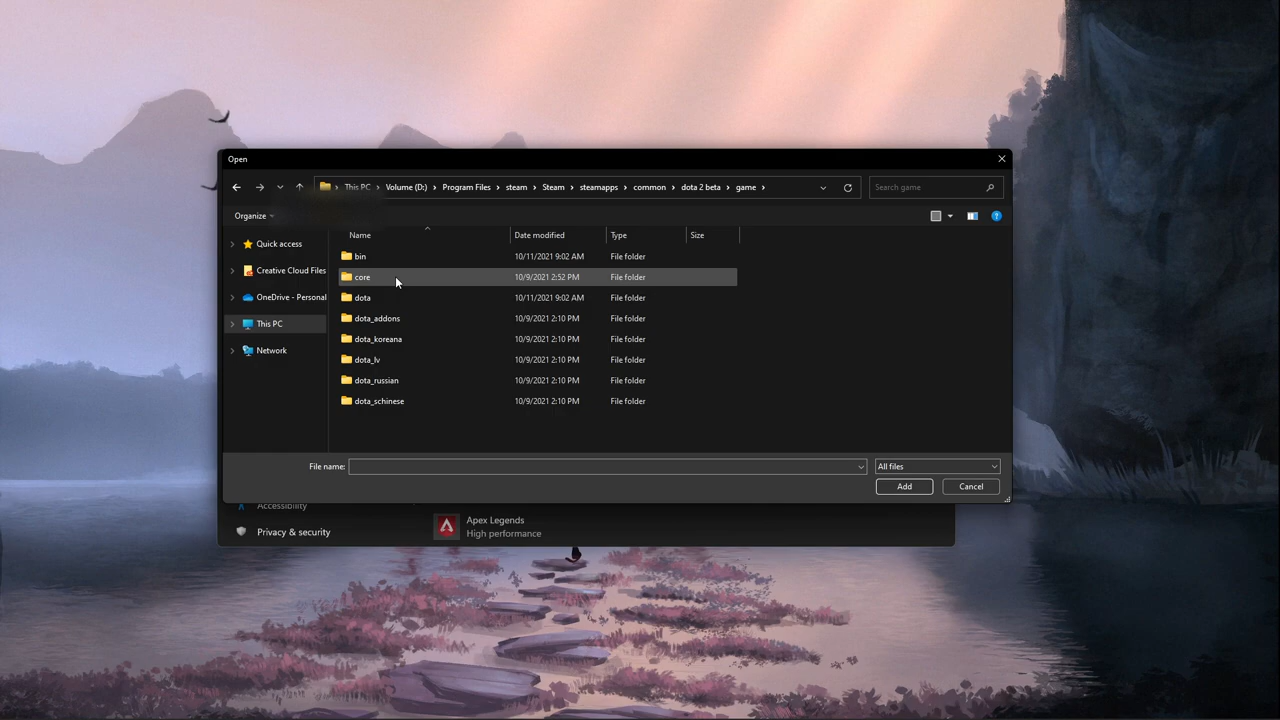 Open
This PC > Volume (D:) > Program Files > steam > Steam > steamapps > common > dota 2 beta > game >
Search game
Organize
Name Date modified Type Size
Quick access
Creative Cloud Files
OneDrive - Personal
This PC
Network
bin 10/11/2021 9:02 AM File folder
core 10/9/2021 2:52 PM File folder
dota 10/11/2021 9:02 AM File folder
dota_addons 10/9/2021 2:10 PM File folder
dota_koreana 10/9/2021 2:10 PM File folder
dota_lv 10/9/2021 2:10 PM File folder
dota_russian 10/9/2021 2:10 PM File folder
dota_schinese 10/9/2021 2:10 PM File folder
File name: All files
Add Cancel
Accessibility
Privacy & security
Apex Legends
High performance